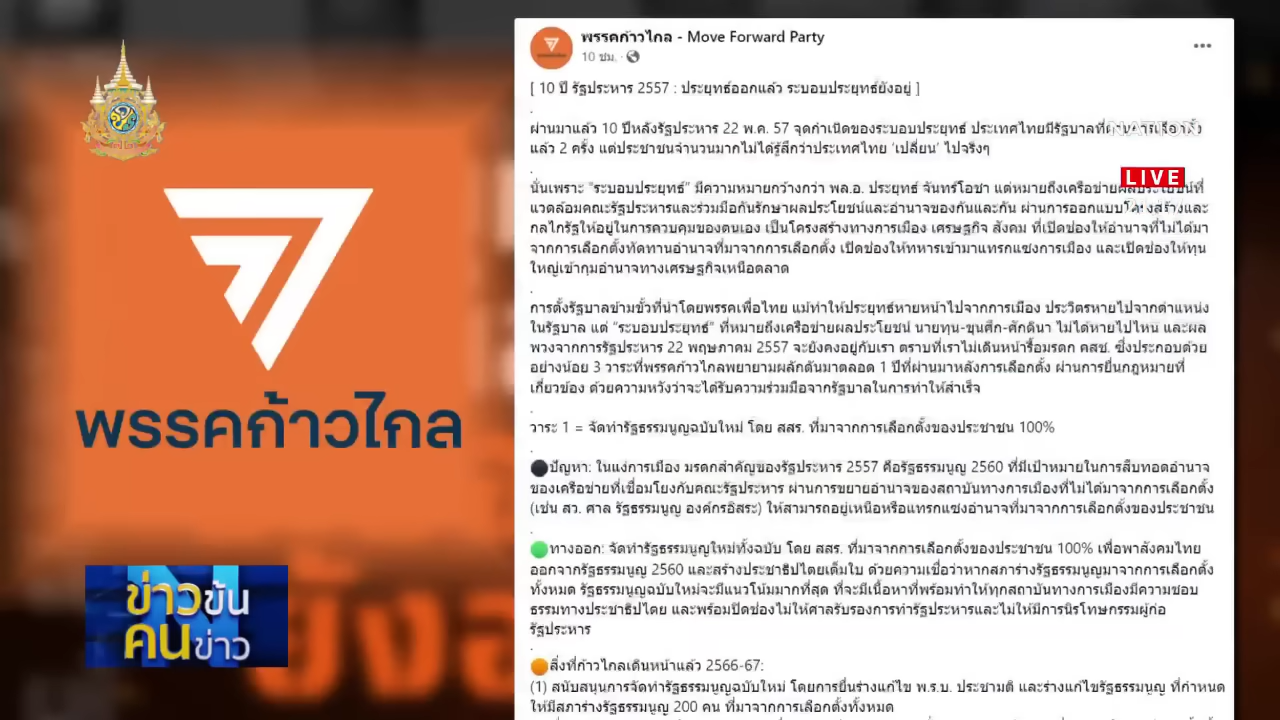 พรรคก้าวไกล - Move Forward Party
10 ชม.
[ 10 ปี รัฐประหาร 2557 : ประยุทธ์ออกแล้ว ระบอบประยุทธ์ยังอยู่ ]
.
ผ่านมาแล้ว 10 ปีหลังรัฐประหาร 22 พ.ค. 57 จุดกำเนิดของระบอบประยุทธ์ ประเทศไทยมีรัฐบาลที่ผ่านการเลือกตั้ง
แล้ว 2 ครั้ง แต่ประชาชนจำนวนมากไม่ได้รู้สึกว่าประเทศไทย ‘เปลี่ยน’ ไปจริงๆ
.
นั่นเพราะ “ระบอบประยุทธ์” มีความหมายกว้างกว่า พล.อ. ประยุทธ์ จันทร์โอชา แต่หมายถึงเครือข่ายผลประโยชน์ที่
แวดล้อมคณะรัฐประหารและร่วมมือกันรักษาผลประโยชน์และอำนาจของกันและกัน ผ่านการออกแบบโครงสร้างและ
กลไกรัฐให้อยู่ในการควบคุมของตนเอง เป็นโครงสร้างทางการเมือง เศรษฐกิจ สังคม ที่เปิดช่องให้อำนาจที่ไม่ได้มา
จากการเลือกตั้งทัดทานอำนาจที่มาจากการเลือกตั้ง เปิดช่องให้ทหารเข้ามาแทรกแซงการเมือง และเปิดช่องให้ทุน
ใหญ่เข้ากุมอำนาจทางเศรษฐกิจเหนือตลาด
.
การตั้งรัฐบาลข้ามขั้วที่นำโดยพรรคเพื่อไทย แม้ทำให้ประยุทธ์หายหน้าไปจากการเมือง ประวิตรหายไปจากตำแหน่ง
ในรัฐบาล แต่ “ระบอบประยุทธ์” ที่หมายถึงเครือข่ายผลประโยชน์ นายทุน-ขุนศึก-ศักดินา ไม่ได้หายไปไหน และผล
พวงจากการรัฐประหาร 22 พฤษภาคม 2557 จะยังคงอยู่กับเรา ตราบที่เราไม่เดินหน้ารื้อมรดก คสช. ซึ่งประกอบด้วย
อย่างน้อย 3 วาระที่พรรคก้าวไกลพยายามผลักดันมาตลอด 1 ปีที่ผ่านมาหลังการเลือกตั้ง ผ่านการยื่นกฎหมายที่
เกี่ยวข้อง ด้วยความหวังว่าจะได้รับความร่วมมือจากรัฐบาลในการทำให้สำเร็จ
.
วาระ 1 = จัดทำรัฐธรรมนูญฉบับใหม่ โดย สสร. ที่มาจากการเลือกตั้งของประชาชน 100%
.
ปัญหา: ในแง่การเมือง มรดกสำคัญของรัฐประหาร 2557 คือรัฐธรรมนูญ 2560 ที่มีเป้าหมายในการสืบทอดอำนาจ
ของเครือข่ายที่เชื่อมโยงกับคณะรัฐประหาร ผ่านการขยายอำนาจของสถาบันทางการเมืองที่ไม่ได้มาจากการเลือกตั้ง
(เช่น สว. ศาล รัฐธรรมนูญ องค์กรอิสระ) ให้สามารถอยู่เหนือหรือแทรกแซงอำนาจที่มาจากการเลือกตั้งของประชาชน
.
ทางออก: จัดทำรัฐธรรมนูญใหม่ทั้งฉบับ โดย สสร. ที่มาจากการเลือกตั้งของประชาชน 100% เพื่อพาสังคมไทย
ออกจากรัฐธรรมนูญ 2560 และสร้างประชาธิปไตยเต็มใบ ด้วยความเชื่อว่าหากสภาร่างรัฐธรรมนูญมาจากการเลือกตั้ง
ทั้งหมด รัฐธรรมนูญฉบับใหม่จะมีแนวโน้มมากที่สุด ที่จะมีเนื้อหาที่พร้อมทำให้ทุกสถาบันทางการเมืองมีความชอบ
ธรรมทางประชาธิปไตย และพร้อมปิดช่องไม่ให้ศาลรับรองการทำรัฐประหารและไม่ให้มีการนิรโทษกรรมผู้ก่อ
รัฐประหาร
.
สิ่งที่ก้าวไกลเดินหน้าแล้ว 2566-67:
(1) สนับสนุนการจัดทำรัฐธรรมนูญฉบับใหม่ โดยการยื่นร่างแก้ไข พ.ร.บ. ประชามติ และร่างแก้ไขรัฐธรรมนูญ ที่กำหนด
ให้มีสภาร่างรัฐธรรมนูญ 200 คน ที่มาจากการเลือกตั้งทั้งหมด
NATION
LIVE
พรรคก้าวไกล
ข่าวข้น
คนข่าว
ยัง